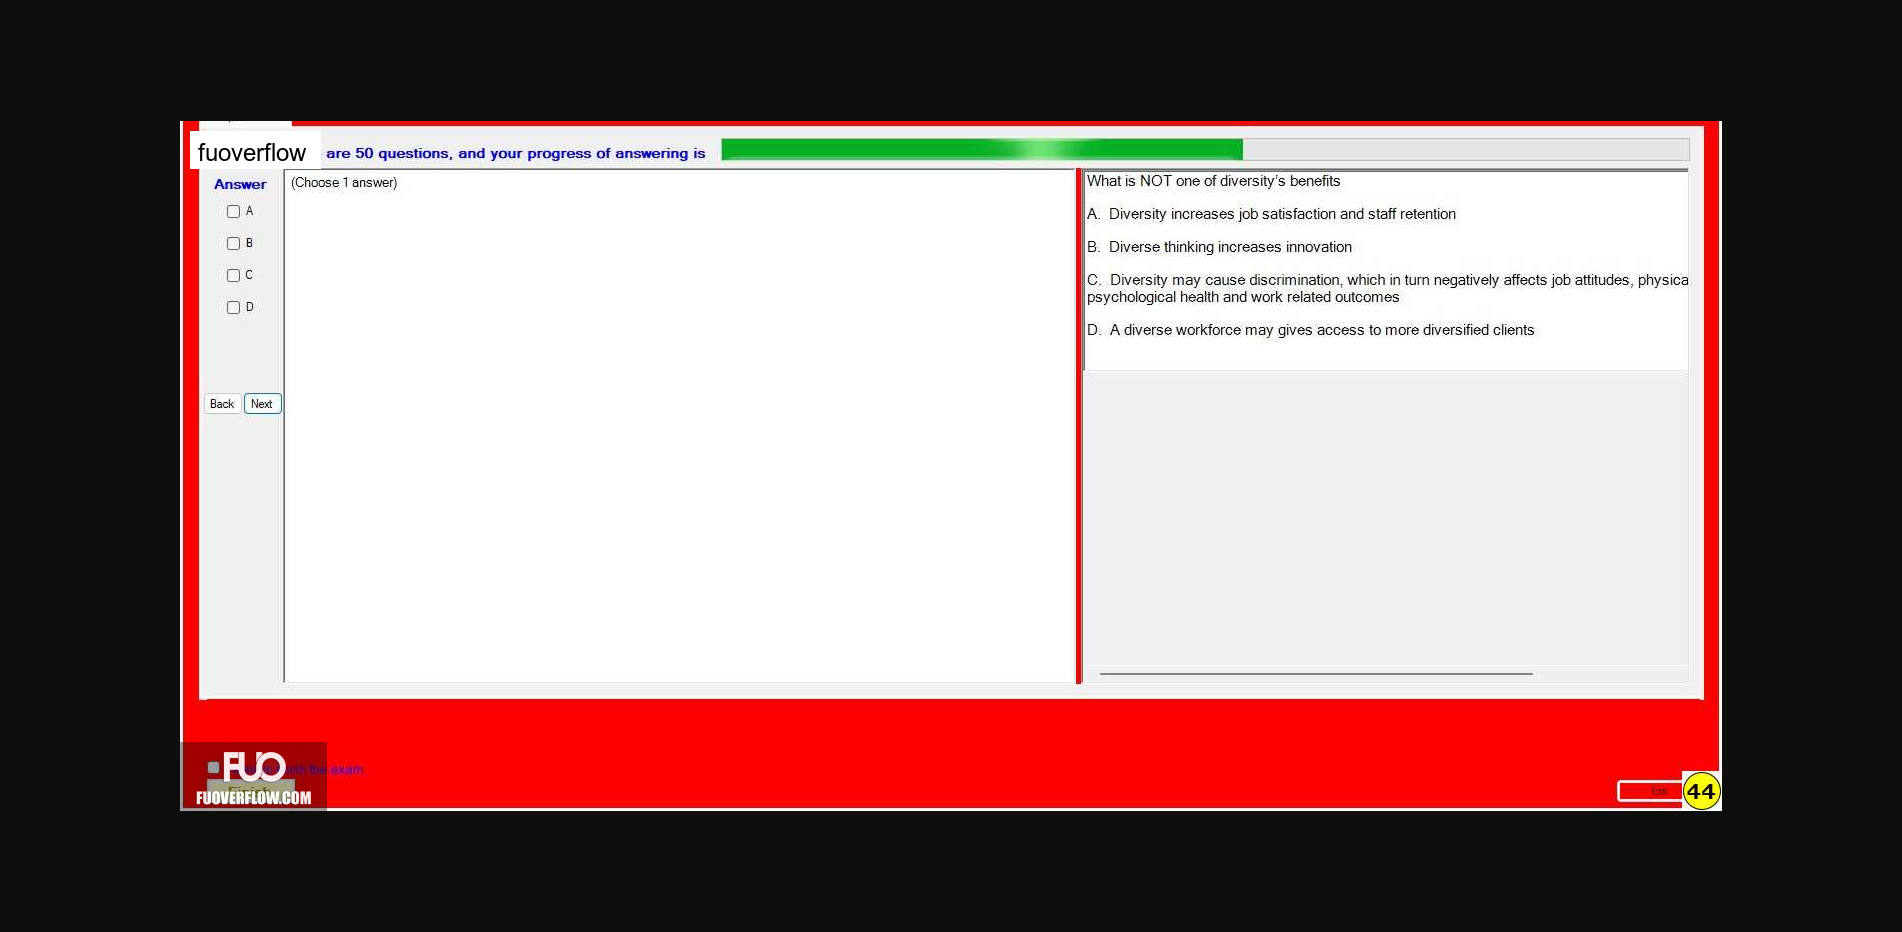 fuoverflow are 50 questions, and your progress of answering is
Answer
(Choose 1 answer)
A
B
C
D
Back Next
What is NOT one of diversity's benefits
A. Diversity increases job satisfaction and staff retention
B. Diverse thinking increases innovation
C. Diversity may cause discrimination, which in turn negatively affects job attitudes, physica
psychological health and work related outcomes
D. A diverse workforce may gives access to more diversified clients
FUO
the exam
Finish
FUOVERFLOW.COM
Exit
44